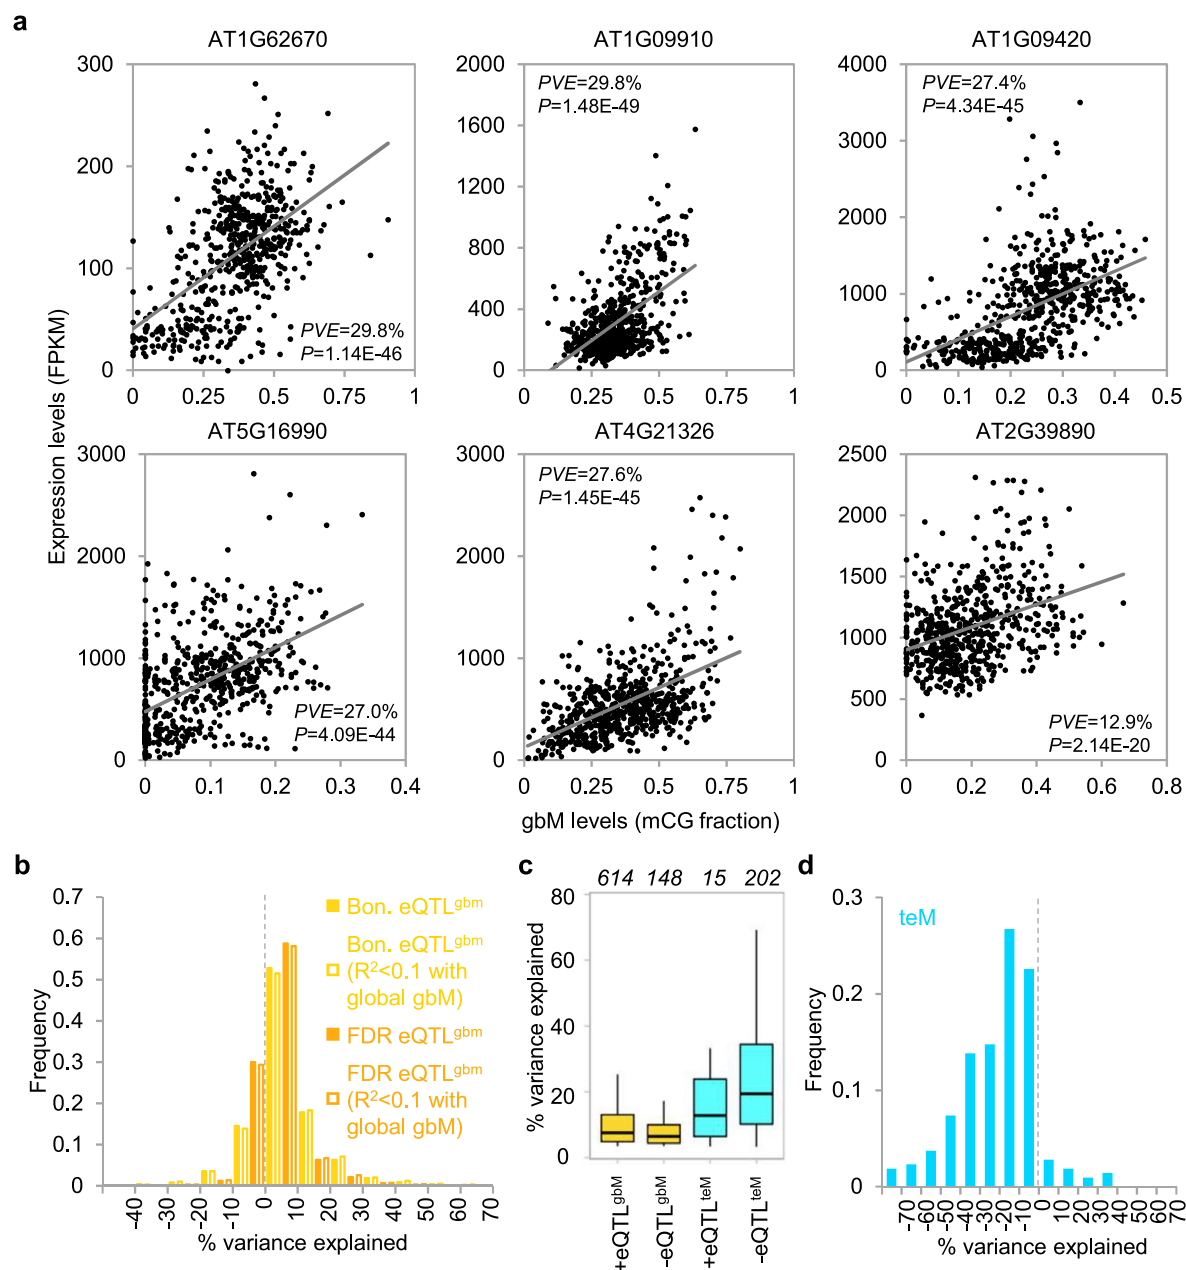 a
AT1G62670
AT1G09910
AT1G09420
300
200
100
0
PVE=29.8%
P=1.14E-46
0 0.25 0.5 0.75 1
2000
1600
1200
800
400
0
PVE=29.8%
P=1.48E-49
0 0.25 0.5 0.75 1
4000
3000
2000
1000
0
PVE=27.4%
P=4.34E-45
0 0.1 0.2 0.3 0.4 0.5
Expression levels (FPKM)
AT5G16990
AT4G21326
AT2G39890
3000
2000
1000
0
PVE=27.0%
P=4.09E-44
0 0.1 0.2 0.3 0.4
3000
2000
1000
0
PVE=27.6%
P=1.45E-45
0 0.25 0.5 0.75 1
2500
2000
1500
1000
500
0
PVE=12.9%
P=2.14E-20
0 0.2 0.4 0.6 0.8
gbM levels (mCG fraction)
b
0.7
0.6
0.5
0.4
0.3
0.2
0.1
0
Frequency
Bon. eQTLgbm
Bon. eQTLgbm
(R2<0.1 with
global gbM)
FDR eQTLgbm
FDR eQTLgbm
(R2<0.1 with
global gbM)
−40 −30 −20 −10 0 10 20 30 40 50 60 70
% variance explained
c
614 148 15 202
80
60
40
20
0
% variance explained
+eQTLgbM
-eQTLgbM
+eQTLteM
-eQTLteM
d
teM
0.3
0.2
0.1
0
Frequency
−70 −60 −50 −40 −30 −20 −10 0 10 20 30 40 50 60 70
% variance explained